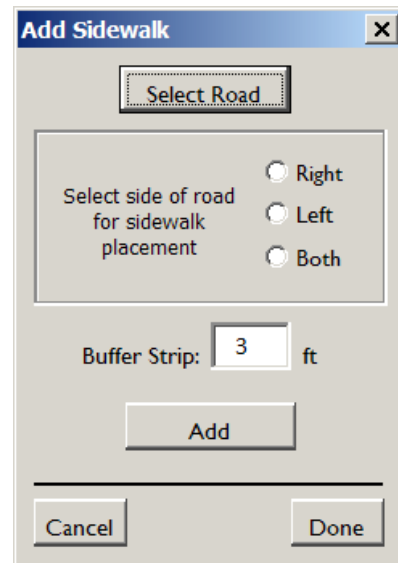 Add Sidewalk
Select Road
Select side of road
for sidewalk
placement
Right
Left
Both
Buffer Strip: 3 ft
Add
Cancel Done